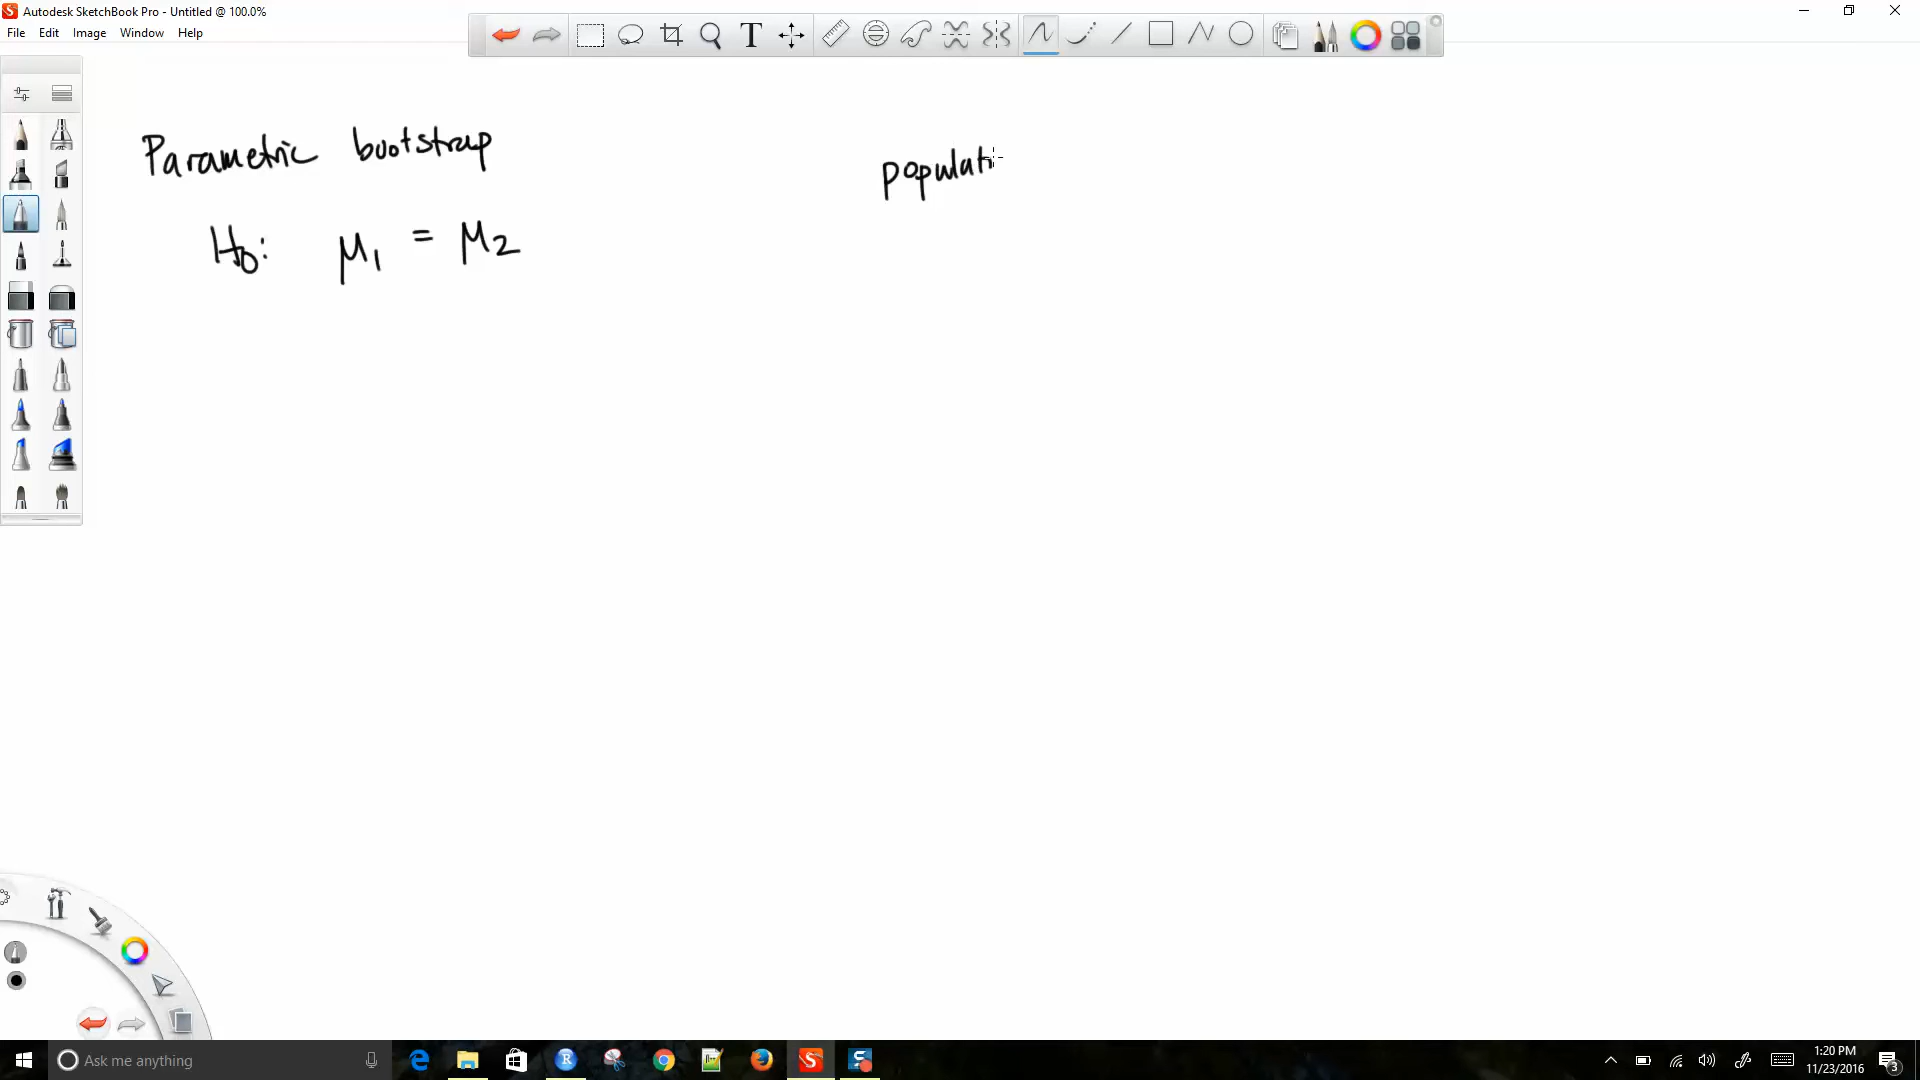 Autodesk SketchBook Pro - Untitled @ 100.0%
File Edit Image Window Help
T
Parametric bootstrap
populati
H0: μ1 = μ2
Ask me anything
1:20 PM
11/23/2016
3